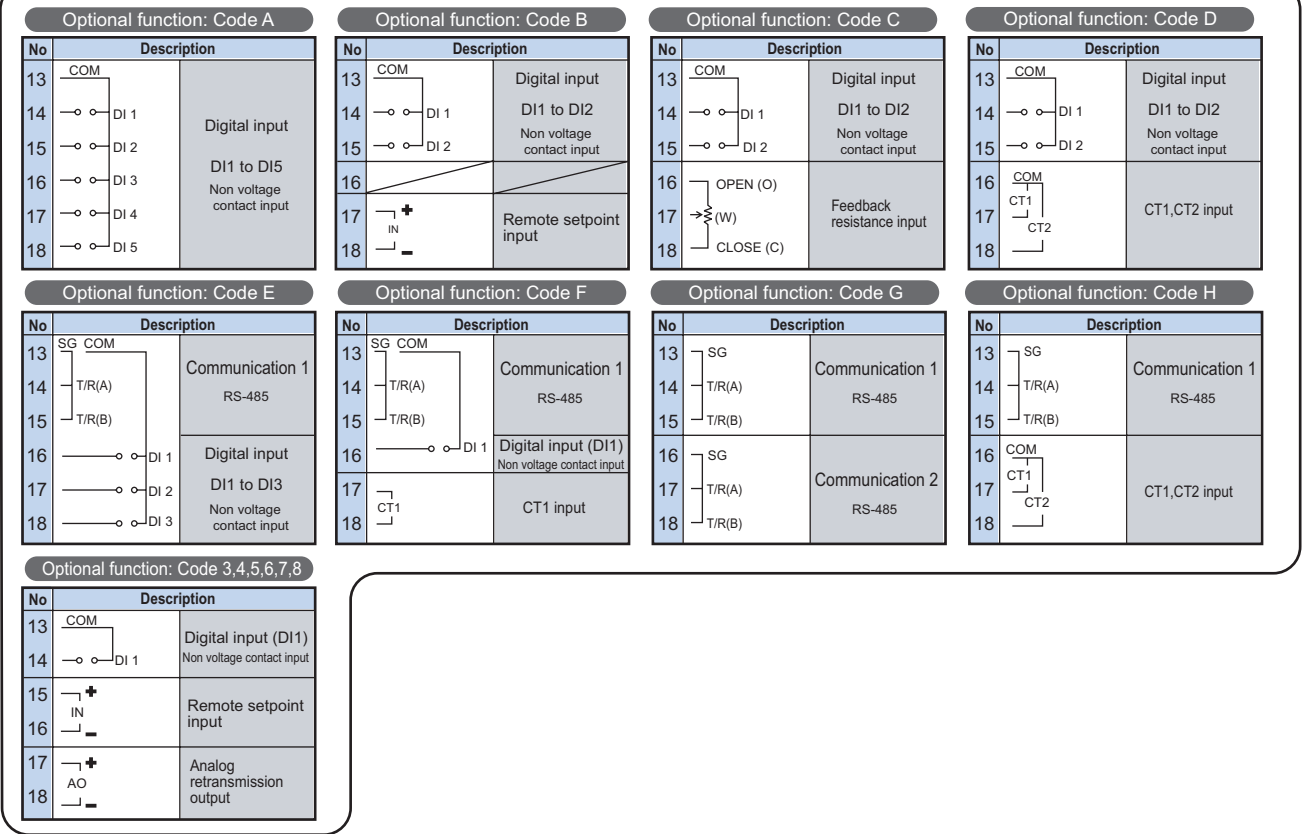 Optional function: Code A
No Description
13 COM
14 DI 1
15 DI 2
16 DI 3
17 DI 4
18 DI 5
Digital input
DI1 to DI5
Non voltage
contact input
Optional function: Code B
No Description
13 COM
14 DI 1
15 DI 2
Digital input
DI1 to DI2
Non voltage
contact input
16
17 +
IN
18 -
Remote setpoint
input
Optional function: Code C
No Description
13 COM
14 DI 1
15 DI 2
Digital input
DI1 to DI2
Non voltage
contact input
16 OPEN (O)
17 (W)
18 CLOSE (C)
Feedback
resistance input
Optional function: Code D
No Description
13 COM
14 DI 1
15 DI 2
Digital input
DI1 to DI2
Non voltage
contact input
16 COM
CT1
17
CT2
18
CT1,CT2 input
Optional function: Code E
No Description
13 SG COM
14 T/R(A)
15 T/R(B)
Communication 1
RS-485
16 DI 1
17 DI 2
18 DI 3
Digital input
DI1 to DI3
Non voltage
contact input
Optional function: Code F
No Description
13 SG COM
14 T/R(A)
15 T/R(B)
Communication 1
RS-485
16 DI 1
Digital input (DI1)
Non voltage contact input
17
CT1
18
CT1 input
Optional function: Code G
No Description
13 SG
14 T/R(A)
15 T/R(B)
Communication 1
RS-485
16 SG
17 T/R(A)
18 T/R(B)
Communication 2
RS-485
Optional function: Code H
No Description
13 SG
14 T/R(A)
15 T/R(B)
Communication 1
RS-485
16 COM
CT1
17
CT2
18
CT1,CT2 input
Optional function: Code 3,4,5,6,7,8
No Description
13 COM
14 DI 1
Digital input (DI1)
Non voltage contact input
15 +
IN
16 -
Remote setpoint
input
17 +
AO
18 -
Analog
retransmission
output